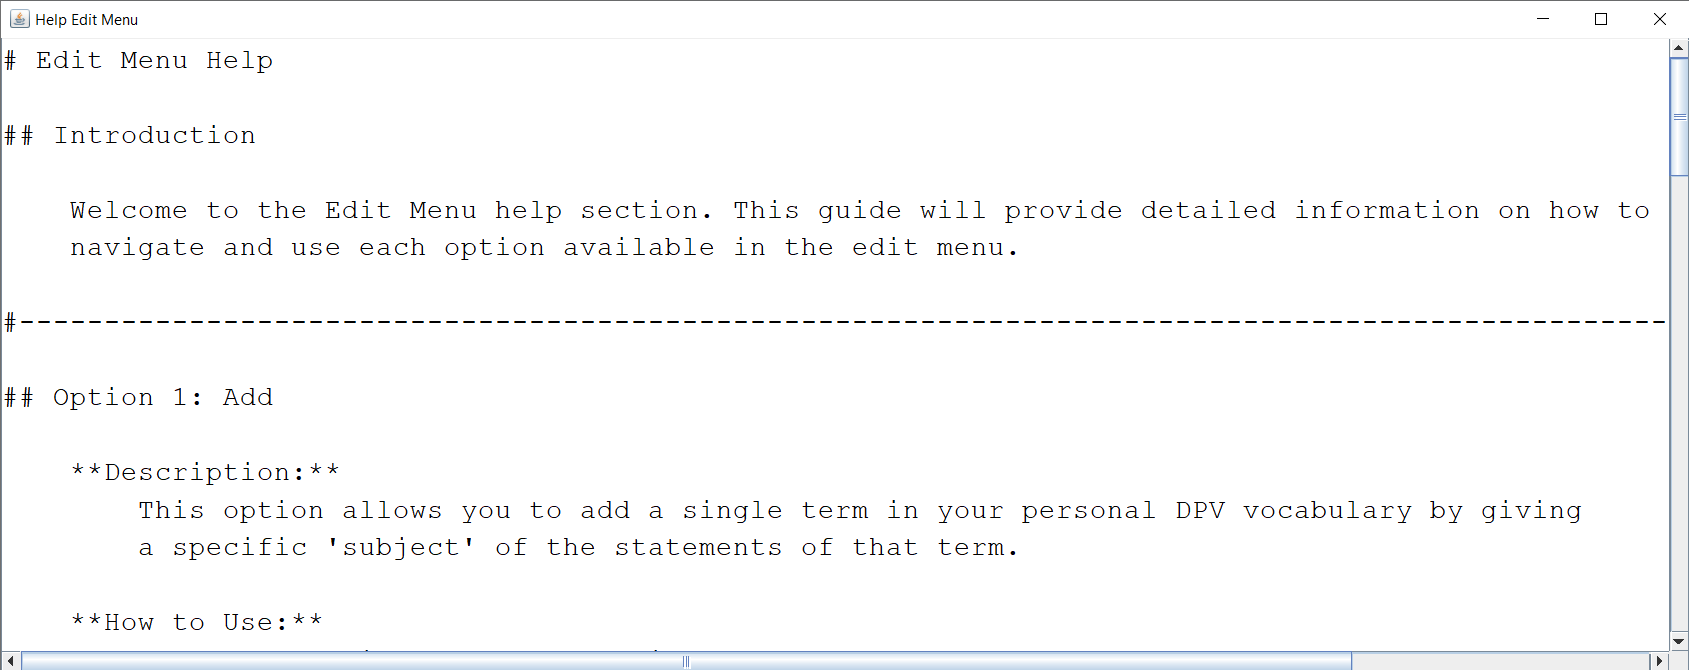 Help Edit Menu
# Edit Menu Help
## Introduction
Welcome to the Edit Menu help section. This guide will provide detailed information on how to
navigate and use each option available in the edit menu.
#-------------------------------------------------------------------------------------------------
## Option 1: Add
**Description:**
This option allows you to add a single term in your personal DPV vocabulary by giving
a specific 'subject' of the statements of that term.
**How to Use:**